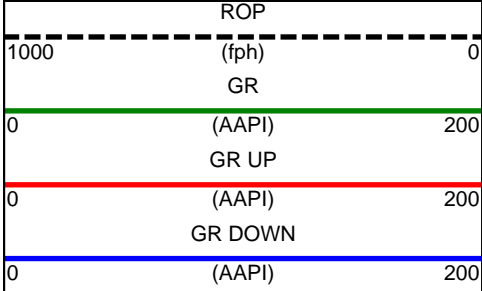 ROP
1000 (fph) 0
GR
0 (AAPI) 200
GR UP
0 (AAPI) 200
GR DOWN
0 (AAPI) 200